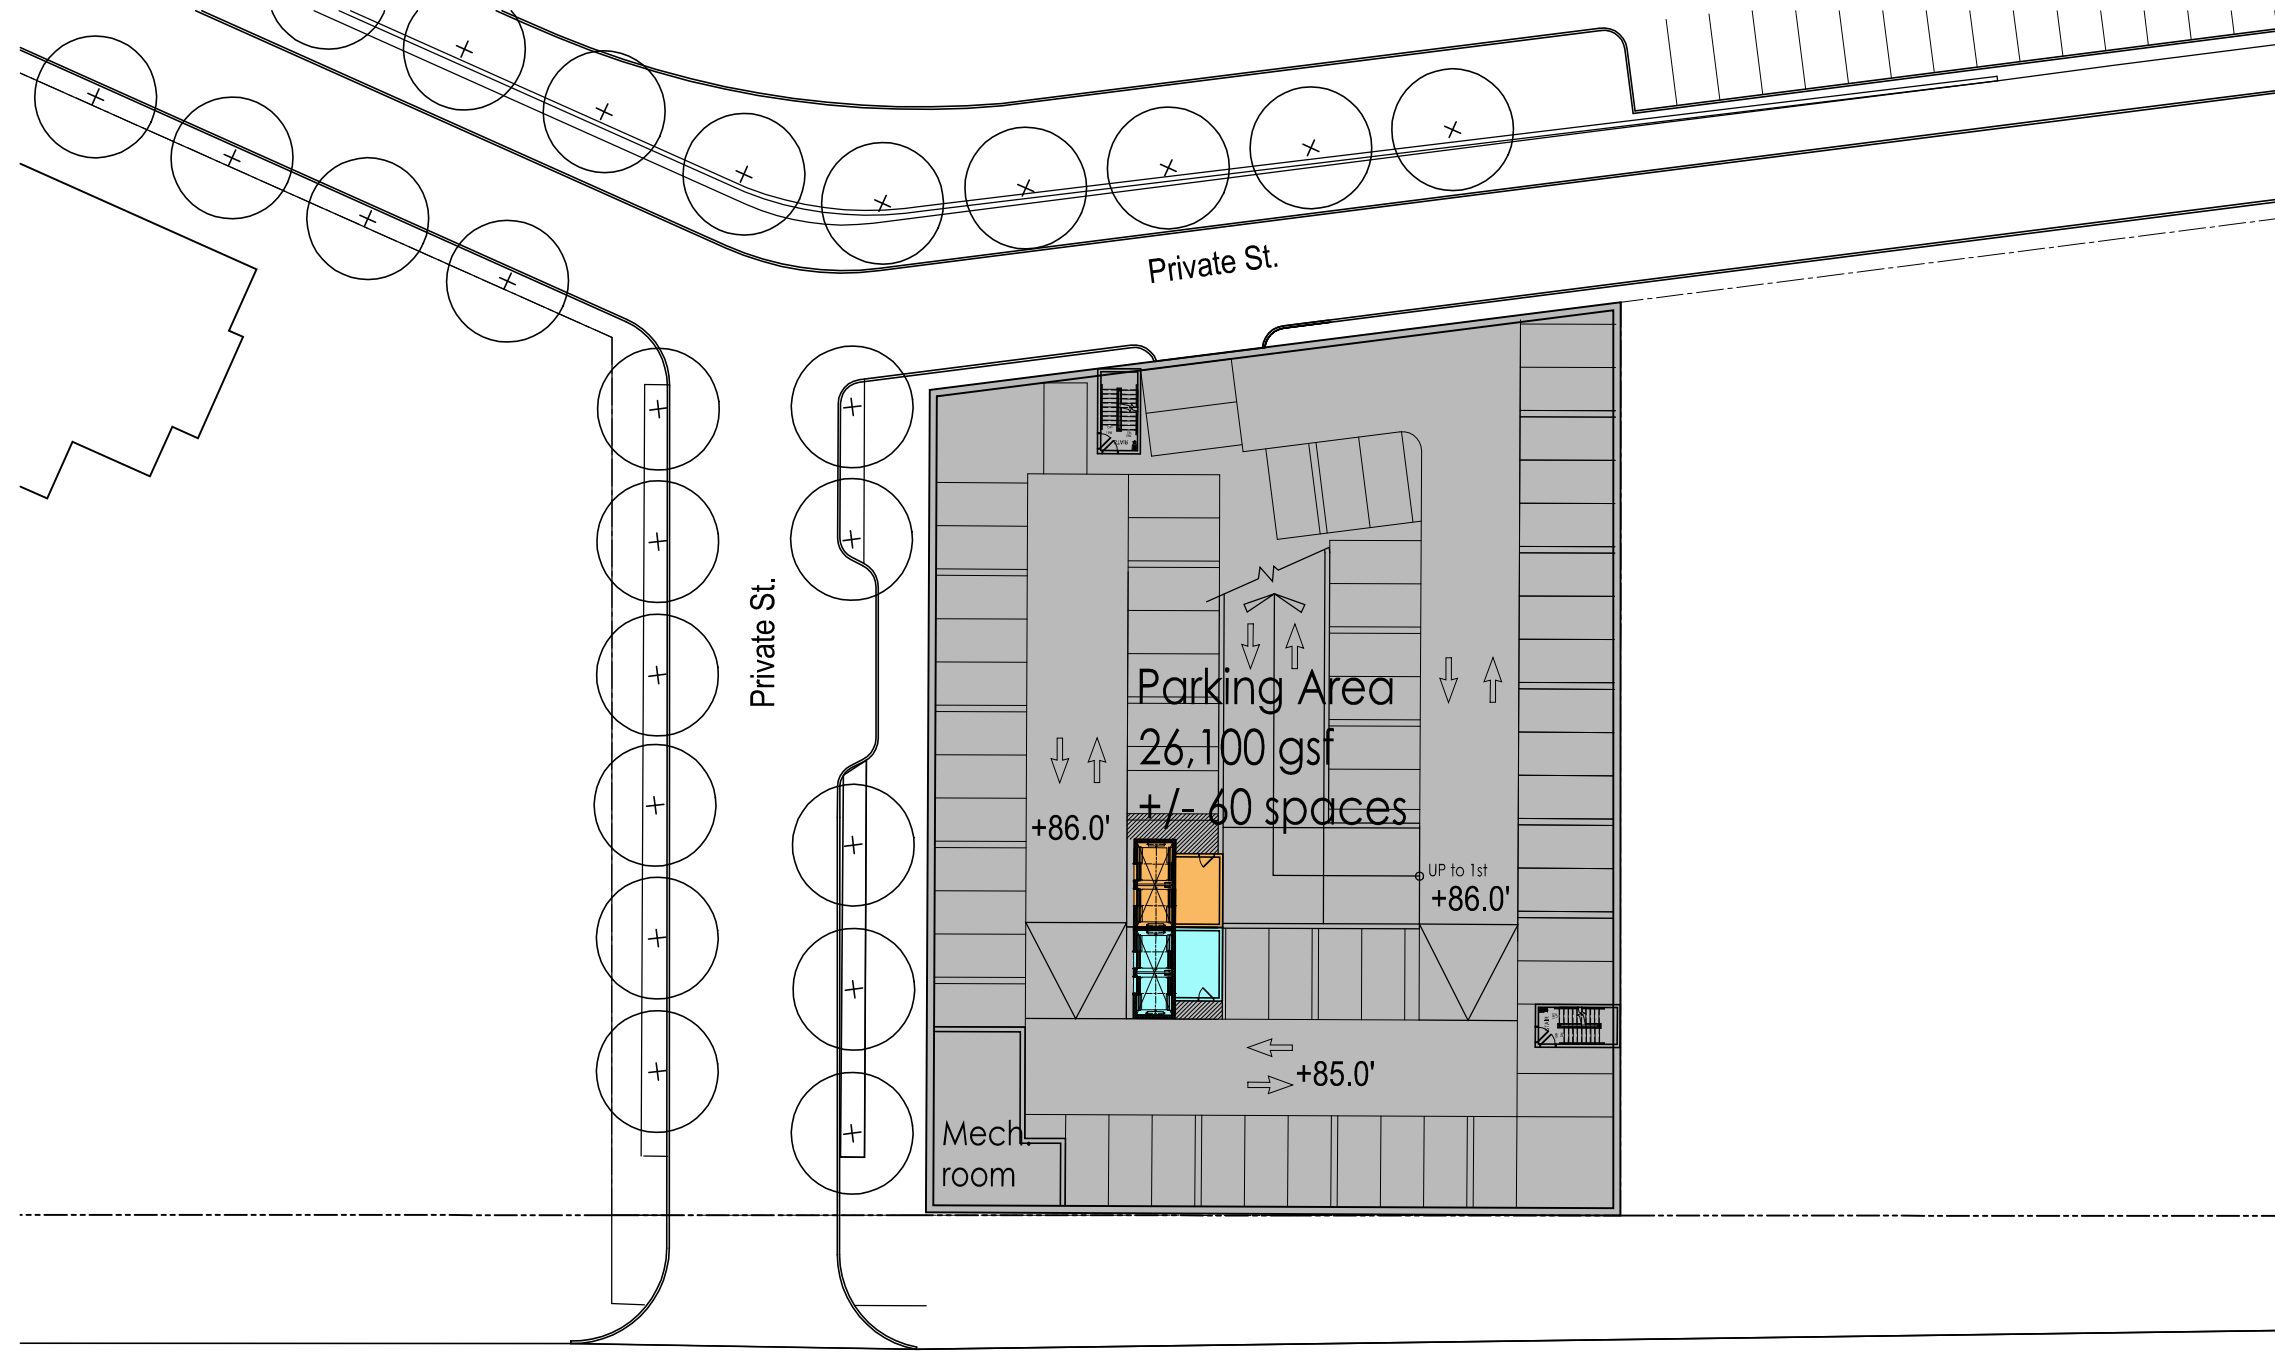 Private St.
Private St.
Parking Area
26,100 gsf
+/- 60 spaces
+86.0'
UP to 1st
+86.0'
+85.0'
Mech.
room